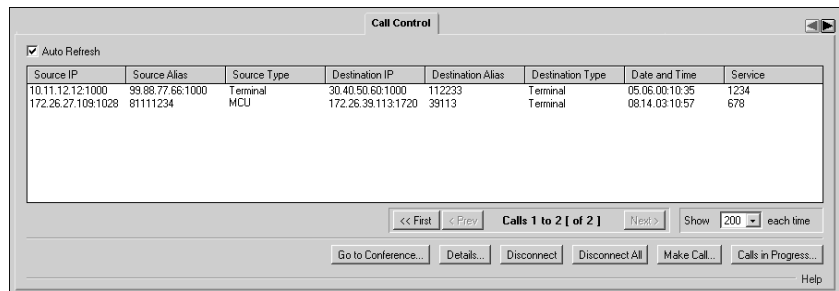 Call Control
Auto Refresh
Source IP Source Alias Source Type Destination IP Destination Alias Destination Type Date and Time Service
10.11.12.12:1000 99.88.77.66:1000 Terminal 30.40.50.60:1000 112233 Terminal 05.06.00:10:35 1234
172.26.27.109:1028 81111234 MCU 172.26.39.113:1720 39113 Terminal 08.14.03:10:57 678
<< First < Prev Calls 1 to 2 [ of 2 ] Next > Show 200 each time
Go to Conference... Details... Disconnect Disconnect All Make Call... Calls in Progress...
Help